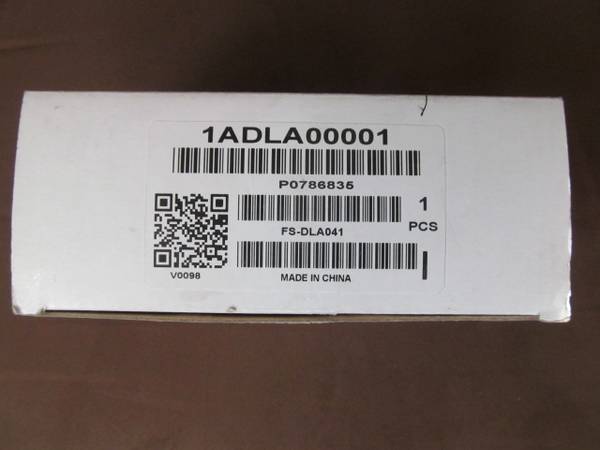 1ADLA00001
P0786835
1
PCS
FS-DLA041
V0098
MADE IN CHINA